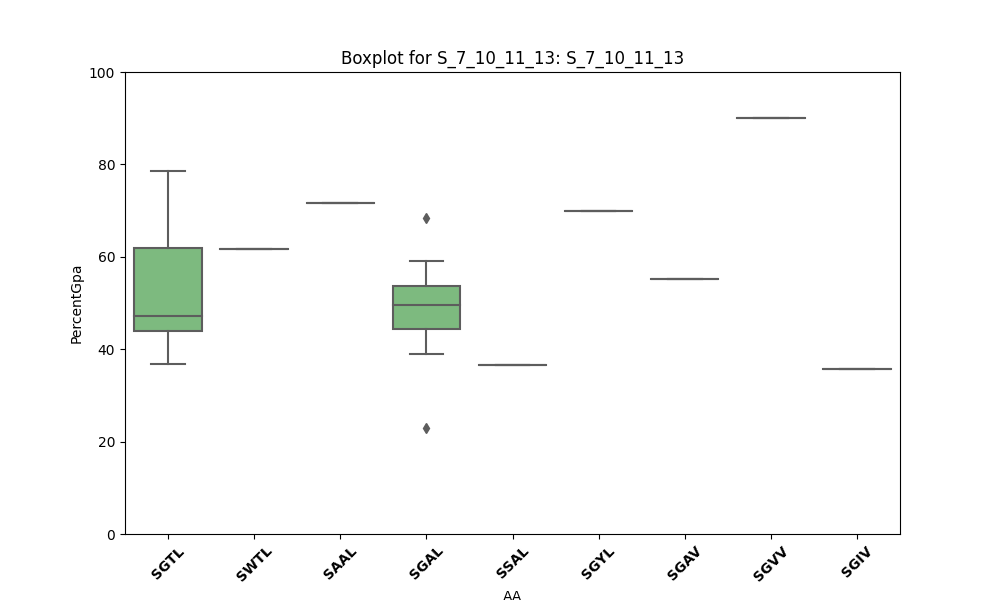 Boxplot for S_7_10_11_13: S_7_10_11_13
100
80
60
40
20
0
PercentGpa
SGTL
SWTL
SAAL
SGAL
SSAL
SGYL
SGAV
SGVV
SGIV
AA